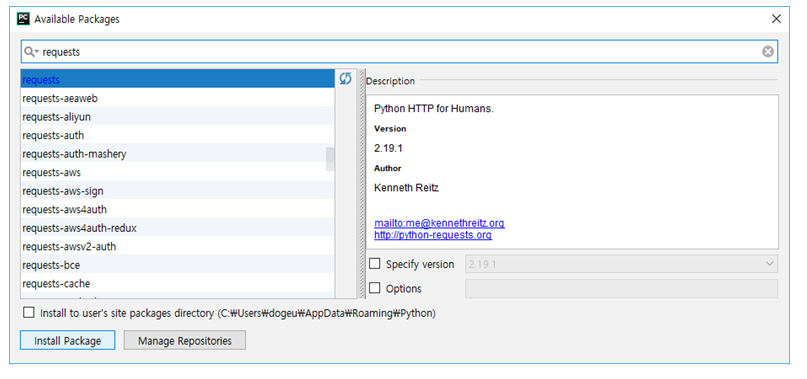 PC Available Packages
requests
requests
requests-aeaweb
requests-aliyun
requests-auth
requests-auth-mashery
requests-aws
requests-aws-sign
requests-aws4auth
requests-aws4auth-redux
requests-awsv2-auth
requests-bce
requests-cache
Description
Python HTTP for Humans.
Version
2.19.1
Author
Kenneth Reitz
mailto:me@kennethreitz.org
http://python-requests.org
Specify version 2.19.1
Options
Install to user's site packages directory (C:₩Users₩dogeu₩AppData₩Roaming₩Python)
Install Package Manage Repositories